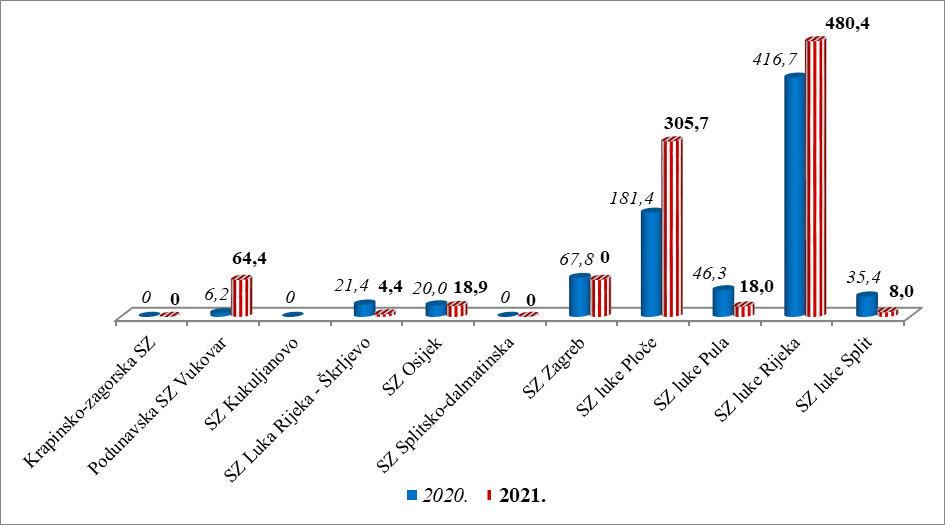 480,4
416,7
305,7
181,4
64,4
67,8
0
46,3
18,0
35,4
8,0
0
0
6,2
0
21,4
4,4
20,0
18,9
0
0
Krapinsko-zagorska SZ
Podunavska SZ Vukovar
SZ Kukuljanovo
SZ Luka Rijeka - Škrljevo
SZ Osijek
SZ Splitsko-dalmatinska
SZ Zagreb
SZ luke Ploče
SZ luke Pula
SZ luke Rijeka
SZ luke Split
2020.
2021.